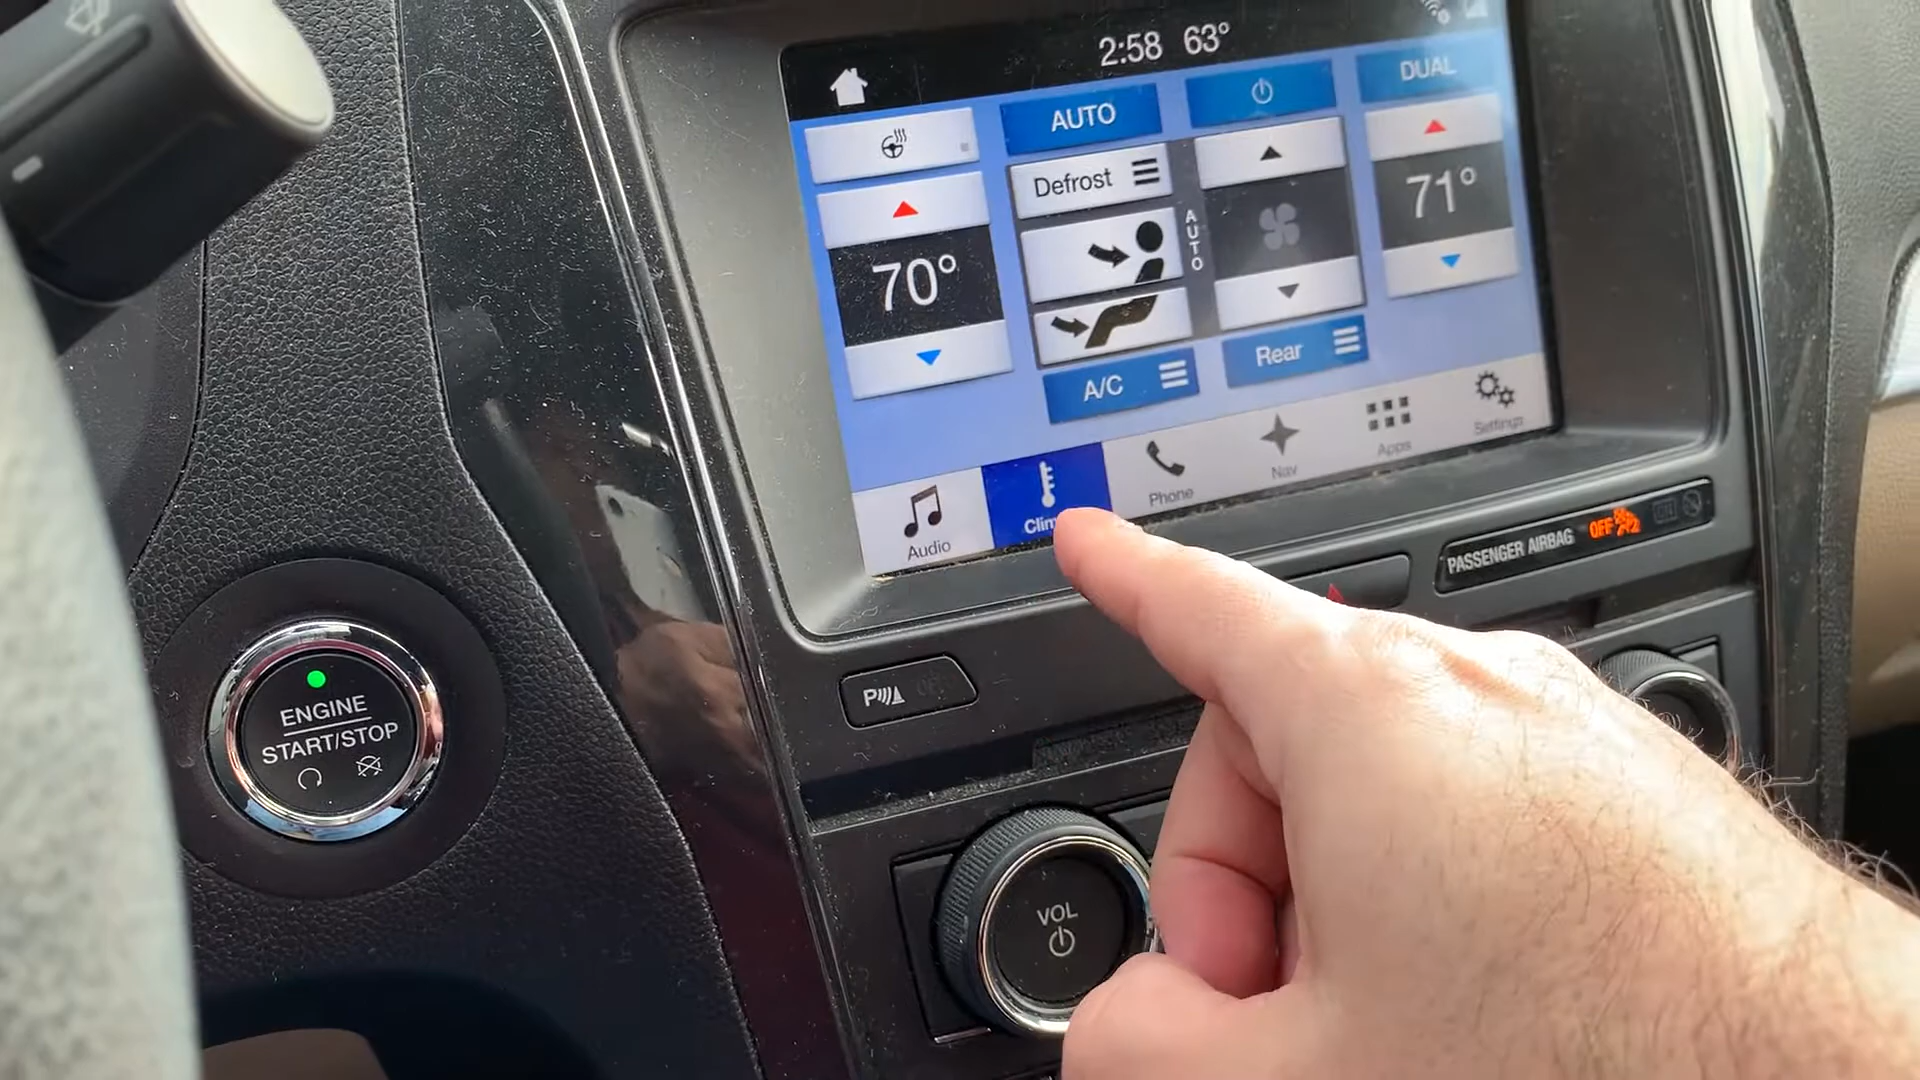 2:58 63°
AUTO
DUAL
Defrost
AUTO
70°
71°
A/C
Rear
Audio
Clim
Phone
Nav
Apps
Settings
PASSENGER AIRBAG OFF
P
ENGINE
START/STOP
VOL